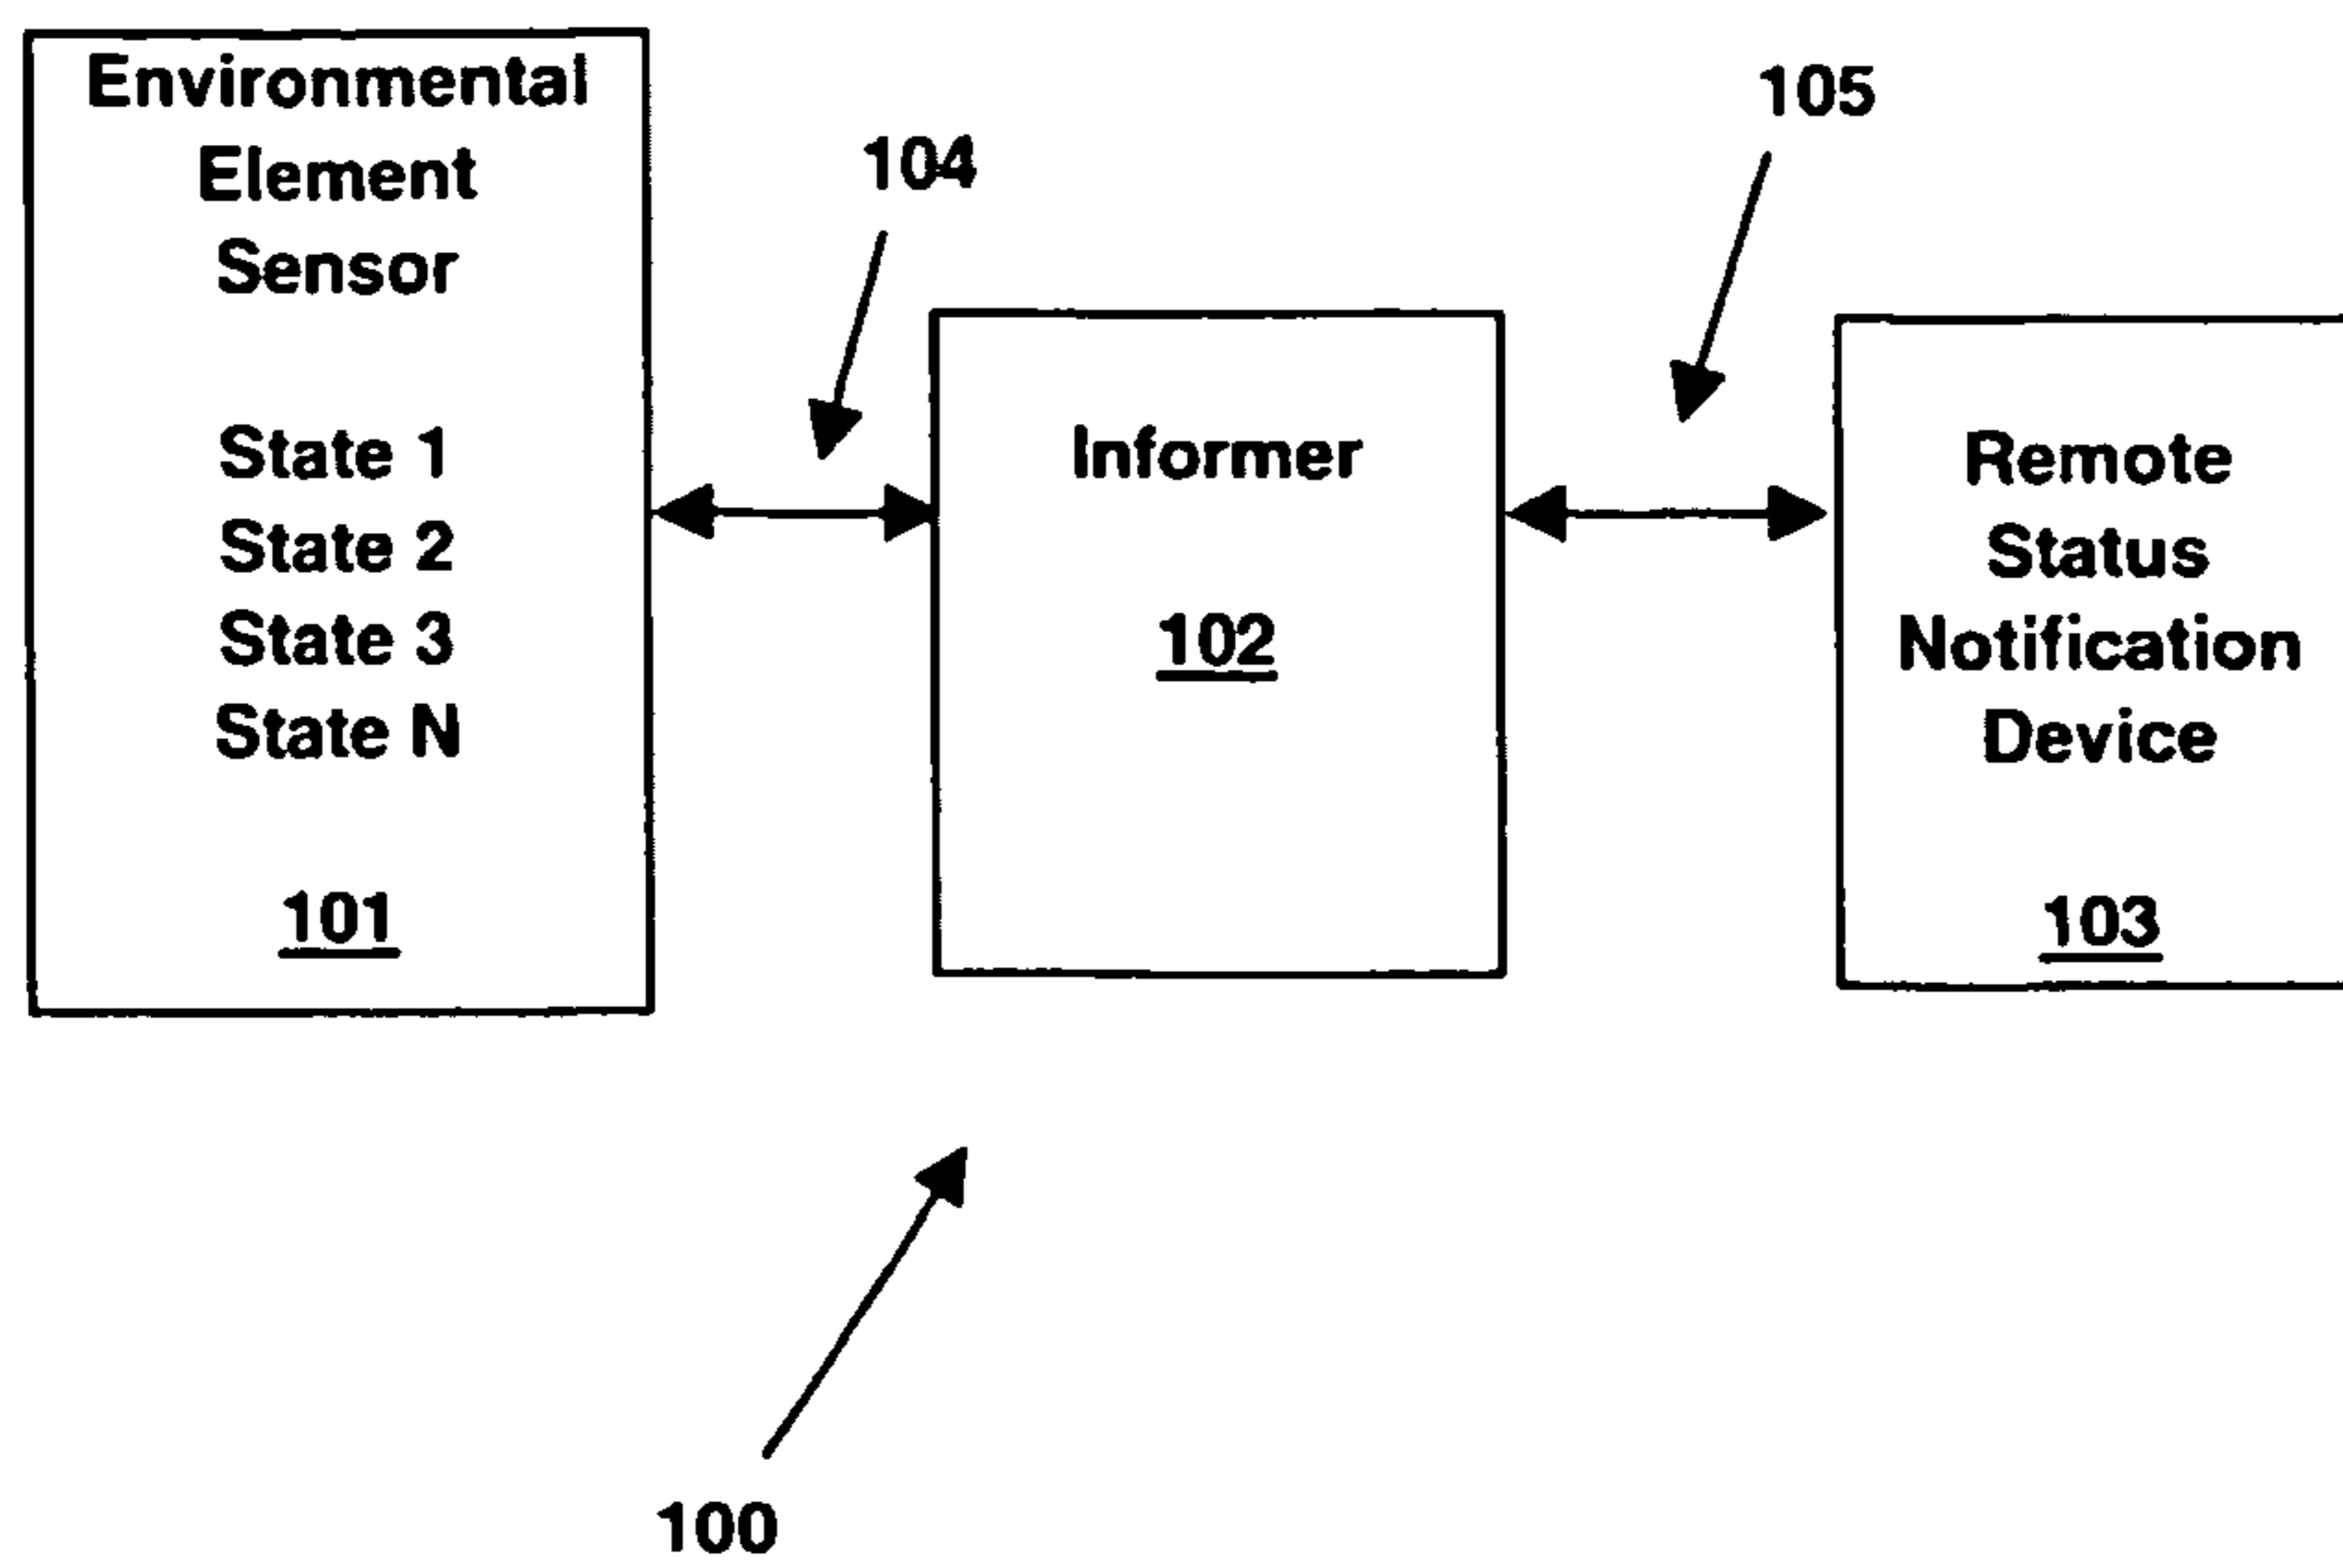 Environmental
Element
Sensor
State 1
State 2
State 3
State N
101
104
Informer
102
105
Remote
Status
Notification
Device
103
100